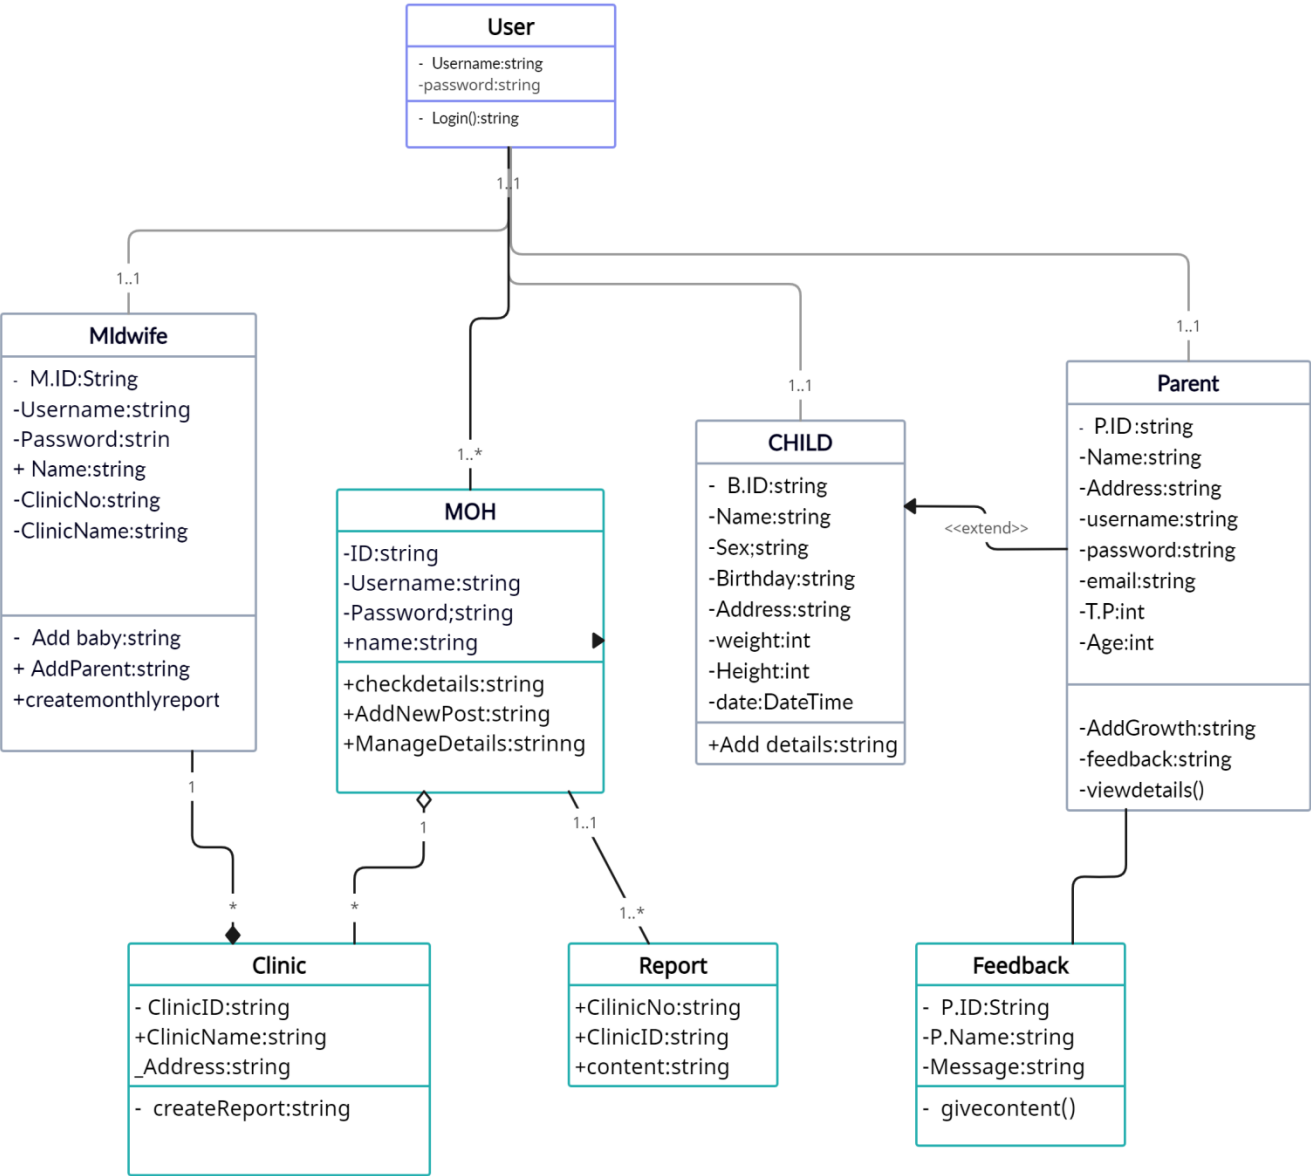 User
- Username:string
-password:string
- Login():string
1..1
1..1
1..1
1..1
1..*
MIdwife
- M.ID:String
-Username:string
-Password:strin
+ Name:string
-ClinicNo:string
-ClinicName:string
- Add baby:string
+ AddParent:string
+createmonthlyreport
MOH
-ID:string
-Username:string
-Password;string
+name:string
+checkdetails:string
+AddNewPost:string
+ManageDetails:strinng
CHILD
- B.ID:string
-Name:string
-Sex;string
-Birthday:string
-Address:string
-weight:int
-Height:int
-date:DateTime
+Add details:string
<<extend>>
Parent
- P.ID:string
-Name:string
-Address:string
-username:string
-password:string
-email:string
-T.P:int
-Age:int
-AddGrowth:string
-feedback:string
-viewdetails()
1
*
1
*
1..1
1..*
Clinic
- ClinicID:string
+ClinicName:string
_Address:string
- createReport:string
Report
+CilinicNo:string
+ClinicID:string
+content:string
Feedback
- P.ID:String
-P.Name:string
-Message:string
- givecontent()